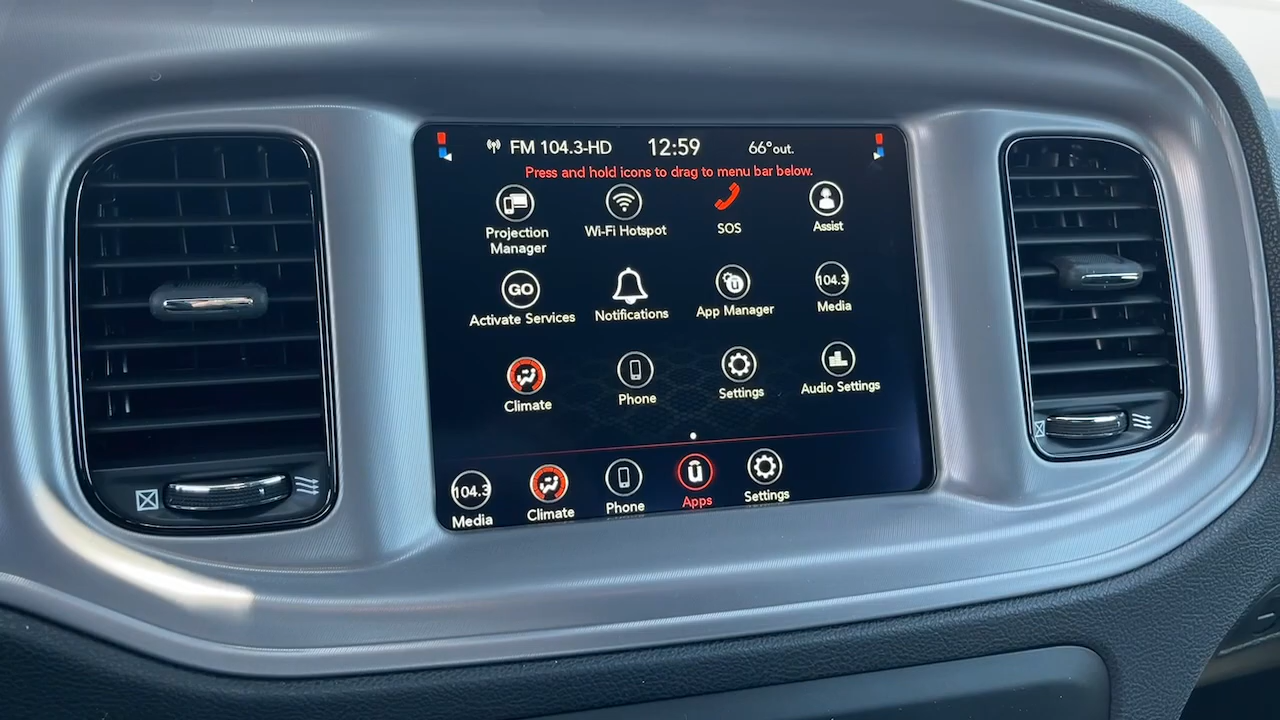 FM 104.3-HD 12:59 66°out.
Press and hold icons to drag to menu bar below.
Projection Manager
Wi-Fi Hotspot
SOS
Assist
GO
Activate Services
Notifications
App Manager
104.3
Media
Climate
Phone
Settings
Audio Settings
104.3
Media
Climate
Phone
Apps
Settings